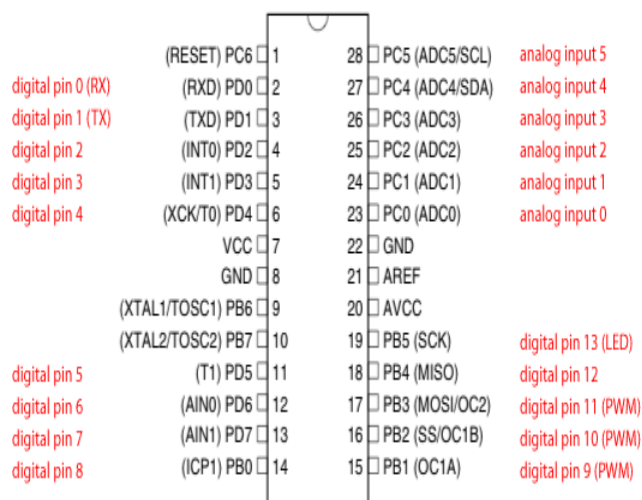 (RESET) PC6 1 28 PC5 (ADC5/SCL) analog input 5
digital pin 0 (RX) (RXD) PD0 2 27 PC4 (ADC4/SDA) analog input 4
digital pin 1 (TX) (TXD) PD1 3 26 PC3 (ADC3) analog input 3
digital pin 2 (INT0) PD2 4 25 PC2 (ADC2) analog input 2
digital pin 3 (INT1) PD3 5 24 PC1 (ADC1) analog input 1
digital pin 4 (XCK/T0) PD4 6 23 PC0 (ADC0) analog input 0
VCC 7 22 GND
GND 8 21 AREF
(XTAL1/TOSC1) PB6 9 20 AVCC
(XTAL2/TOSC2) PB7 10 19 PB5 (SCK) digital pin 13 (LED)
digital pin 5 (T1) PD5 11 18 PB4 (MISO) digital pin 12
digital pin 6 (AIN0) PD6 12 17 PB3 (MOSI/OC2) digital pin 11 (PWM)
digital pin 7 (AIN1) PD7 13 16 PB2 (SS/OC1B) digital pin 10 (PWM)
digital pin 8 (ICP1) PB0 14 15 PB1 (OC1A) digital pin 9 (PWM)